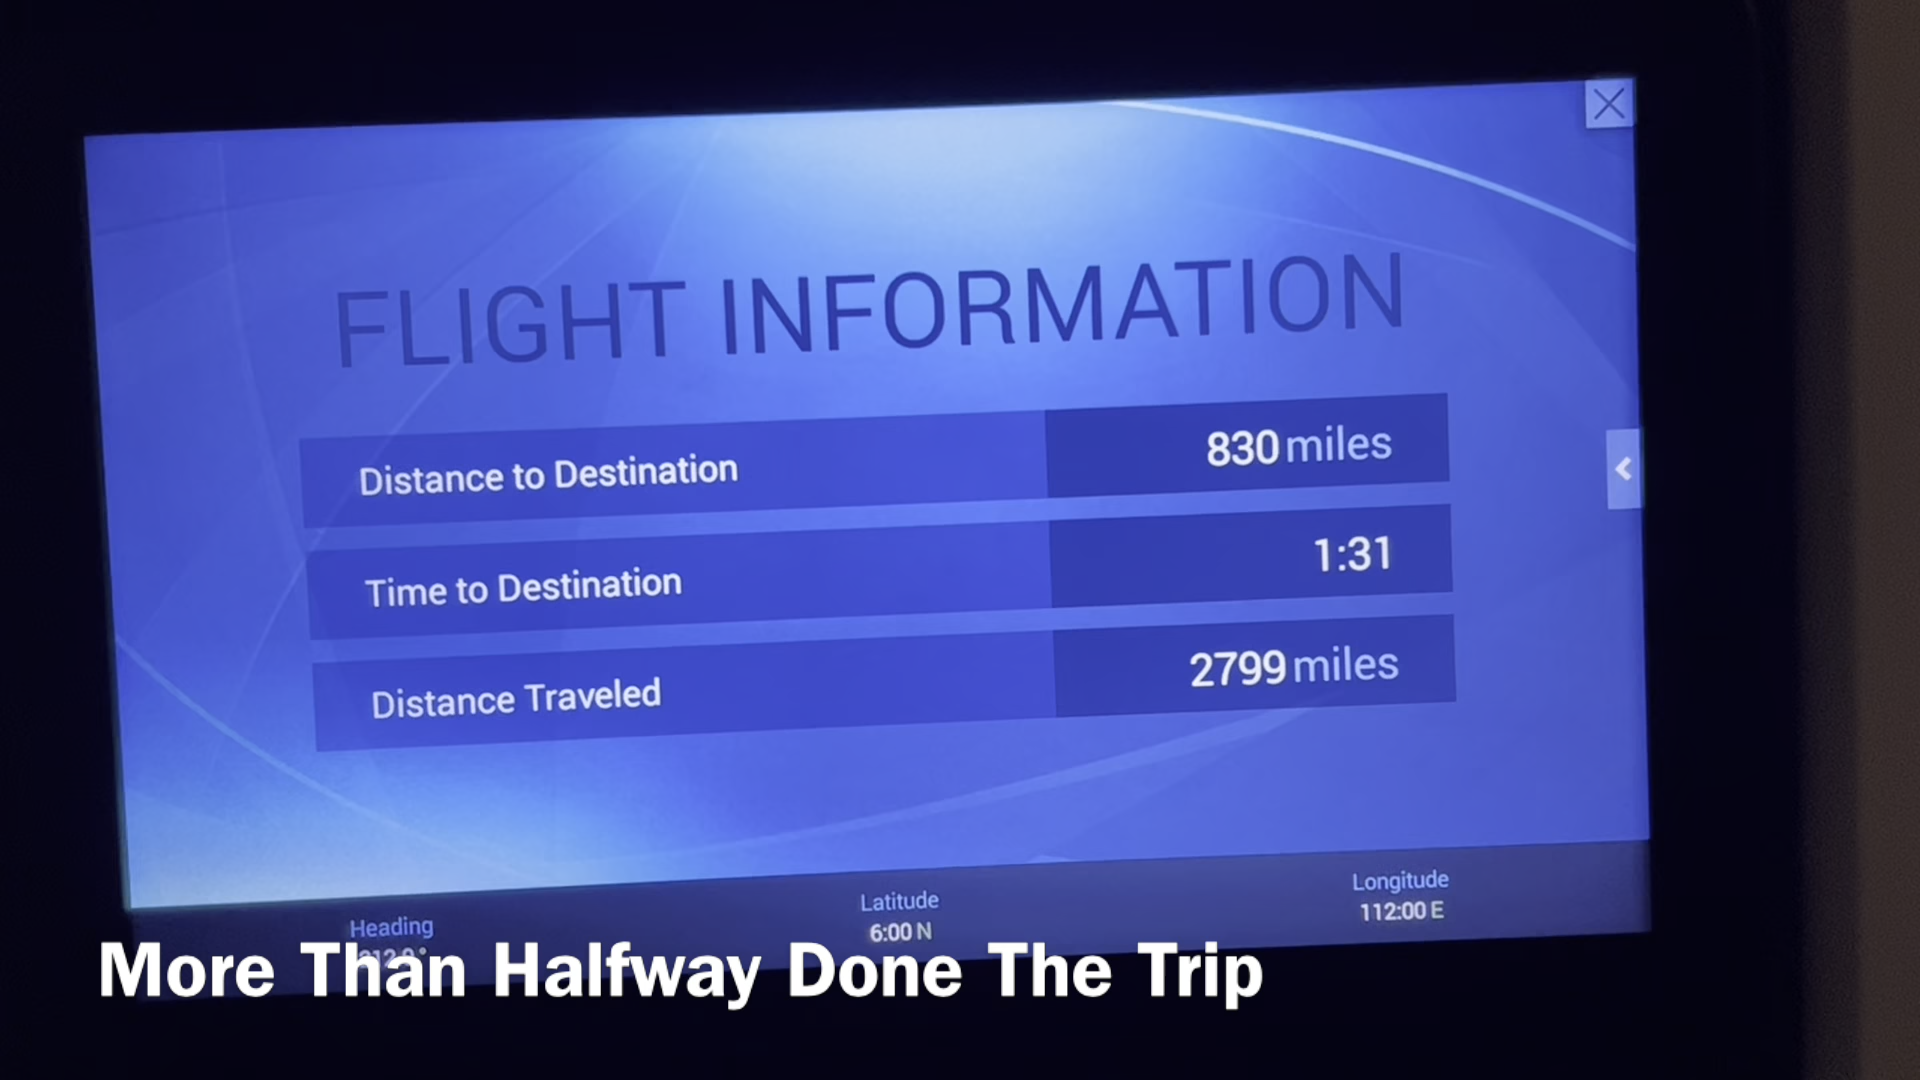 FLIGHT INFORMATION
Distance to Destination 830 miles
Time to Destination 1:31
Distance Traveled 2799 miles
Heading
Latitude
6:00 N
Longitude
112:00 E
More Than Halfway Done The Trip